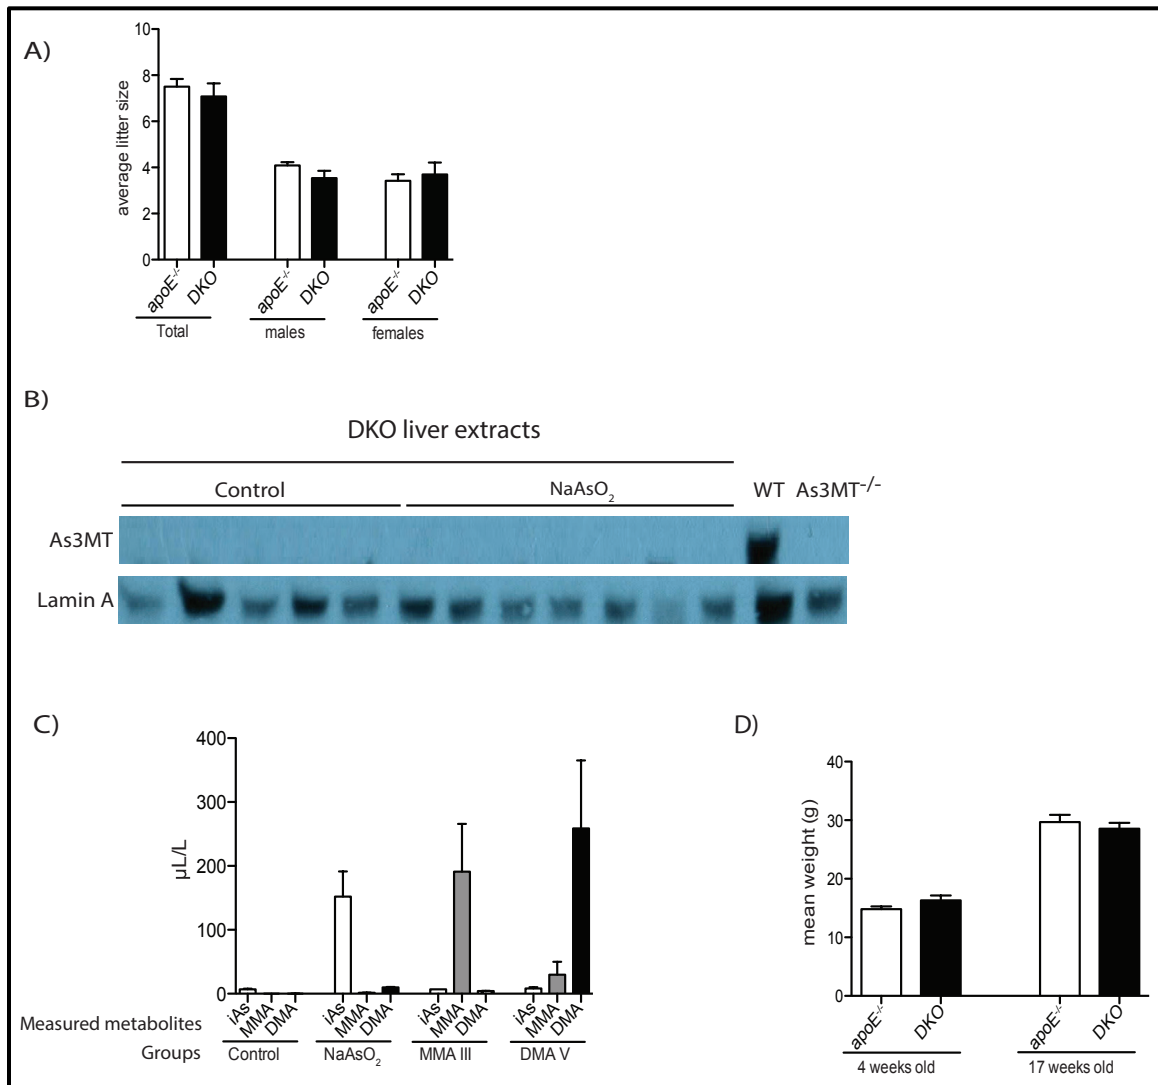 A)
10
8
6
4
2
0
average litter size
apoE-/-
DKO
apoE-/-
DKO
apoE-/-
DKO
Total
males
females
B)
DKO liver extracts
Control
NaAsO2
WT
As3MT-/-
As3MT
Lamin A
C)
400
300
200
100
0
µL/L
iAs
MMA
DMA
iAs
MMA
DMA
iAs
MMA
DMA
iAs
MMA
DMA
Measured metabolites
Groups
Control
NaAsO2
MMA III
DMA V
D)
40
30
20
10
0
mean weight (g)
apoE-/-
DKO
apoE-/-
DKO
4 weeks old
17 weeks old